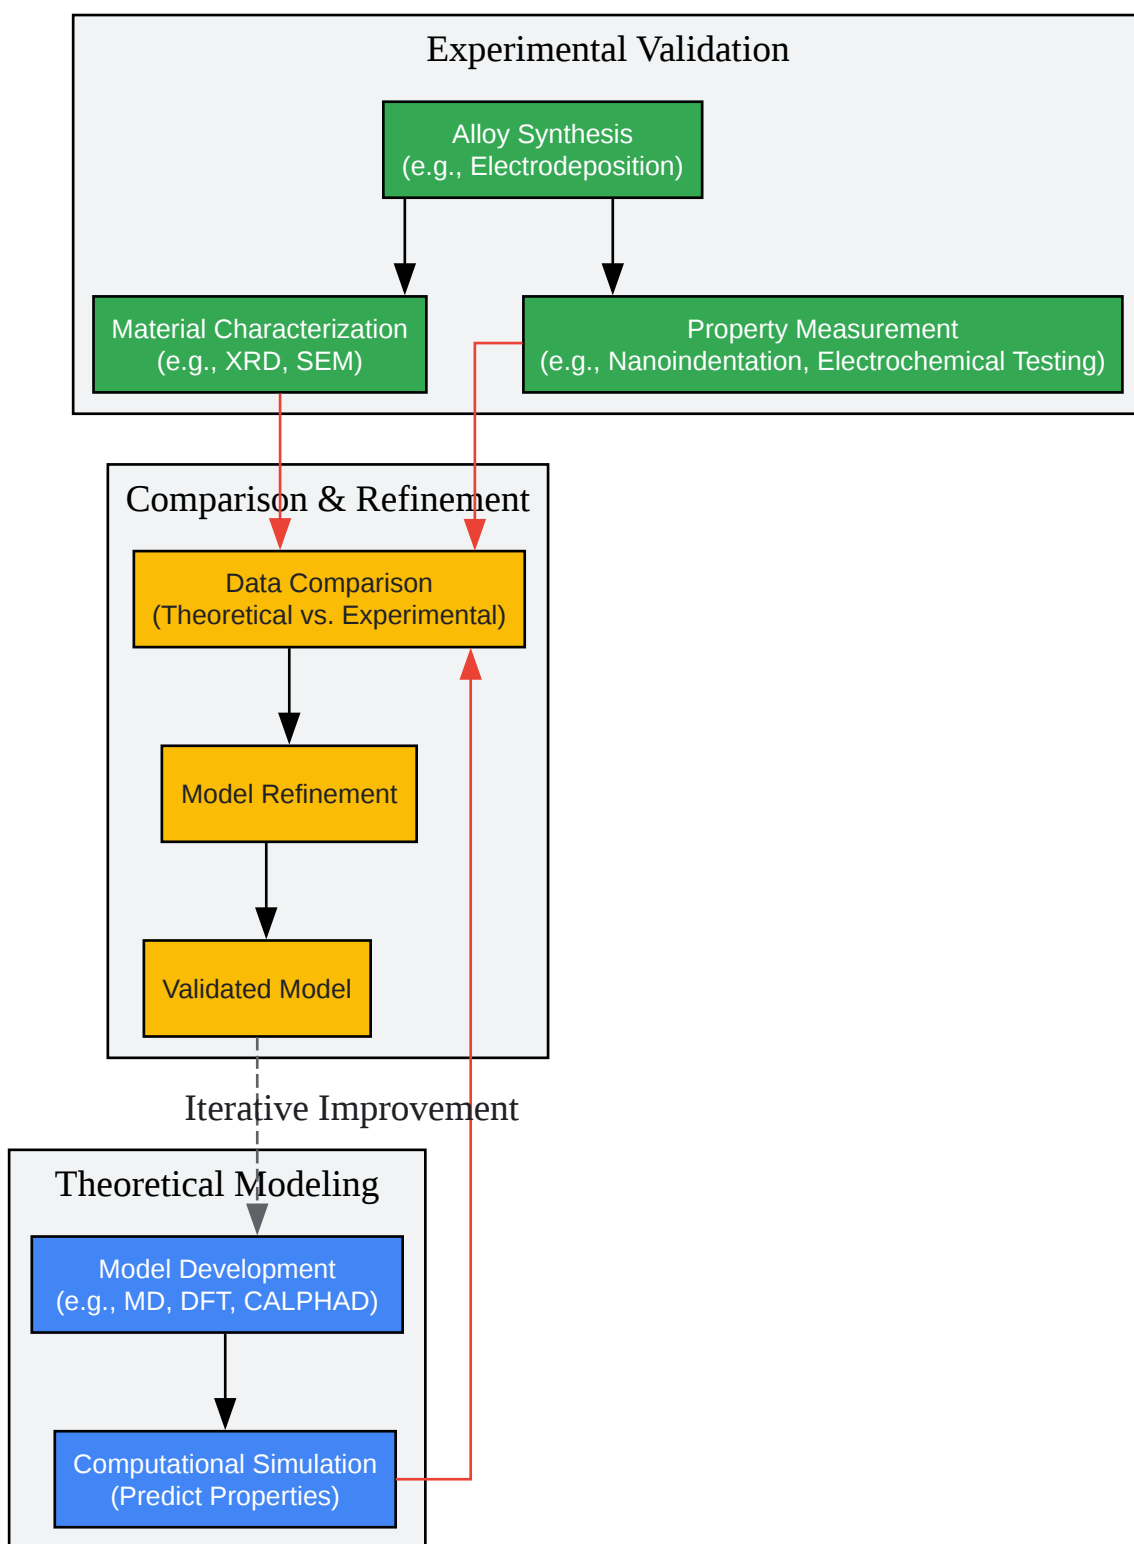 Experimental Validation
Alloy Synthesis
(e.g., Electrodeposition)
Material Characterization
(e.g., XRD, SEM)
Property Measurement
(e.g., Nanoindentation, Electrochemical Testing)
Comparison & Refinement
Data Comparison
(Theoretical vs. Experimental)
Model Refinement
Validated Model
Iterative Improvement
Theoretical Modeling
Model Development
(e.g., MD, DFT, CALPHAD)
Computational Simulation
(Predict Properties)